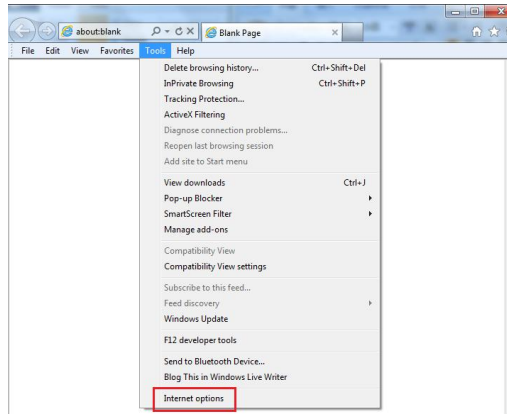 about:blank
Blank Page
File Edit View Favorites Tools Help
Delete browsing history... Ctrl+Shift+Del
InPrivate Browsing Ctrl+Shift+P
Tracking Protection...
ActiveX Filtering
Diagnose connection problems...
Reopen last browsing session
Add site to Start menu
View downloads Ctrl+J
Pop-up Blocker
SmartScreen Filter
Manage add-ons
Compatibility View
Compatibility View settings
Subscribe to this feed...
Feed discovery
Windows Update
F12 developer tools
Send to Bluetooth Device...
Blog This in Windows Live Writer
Internet options